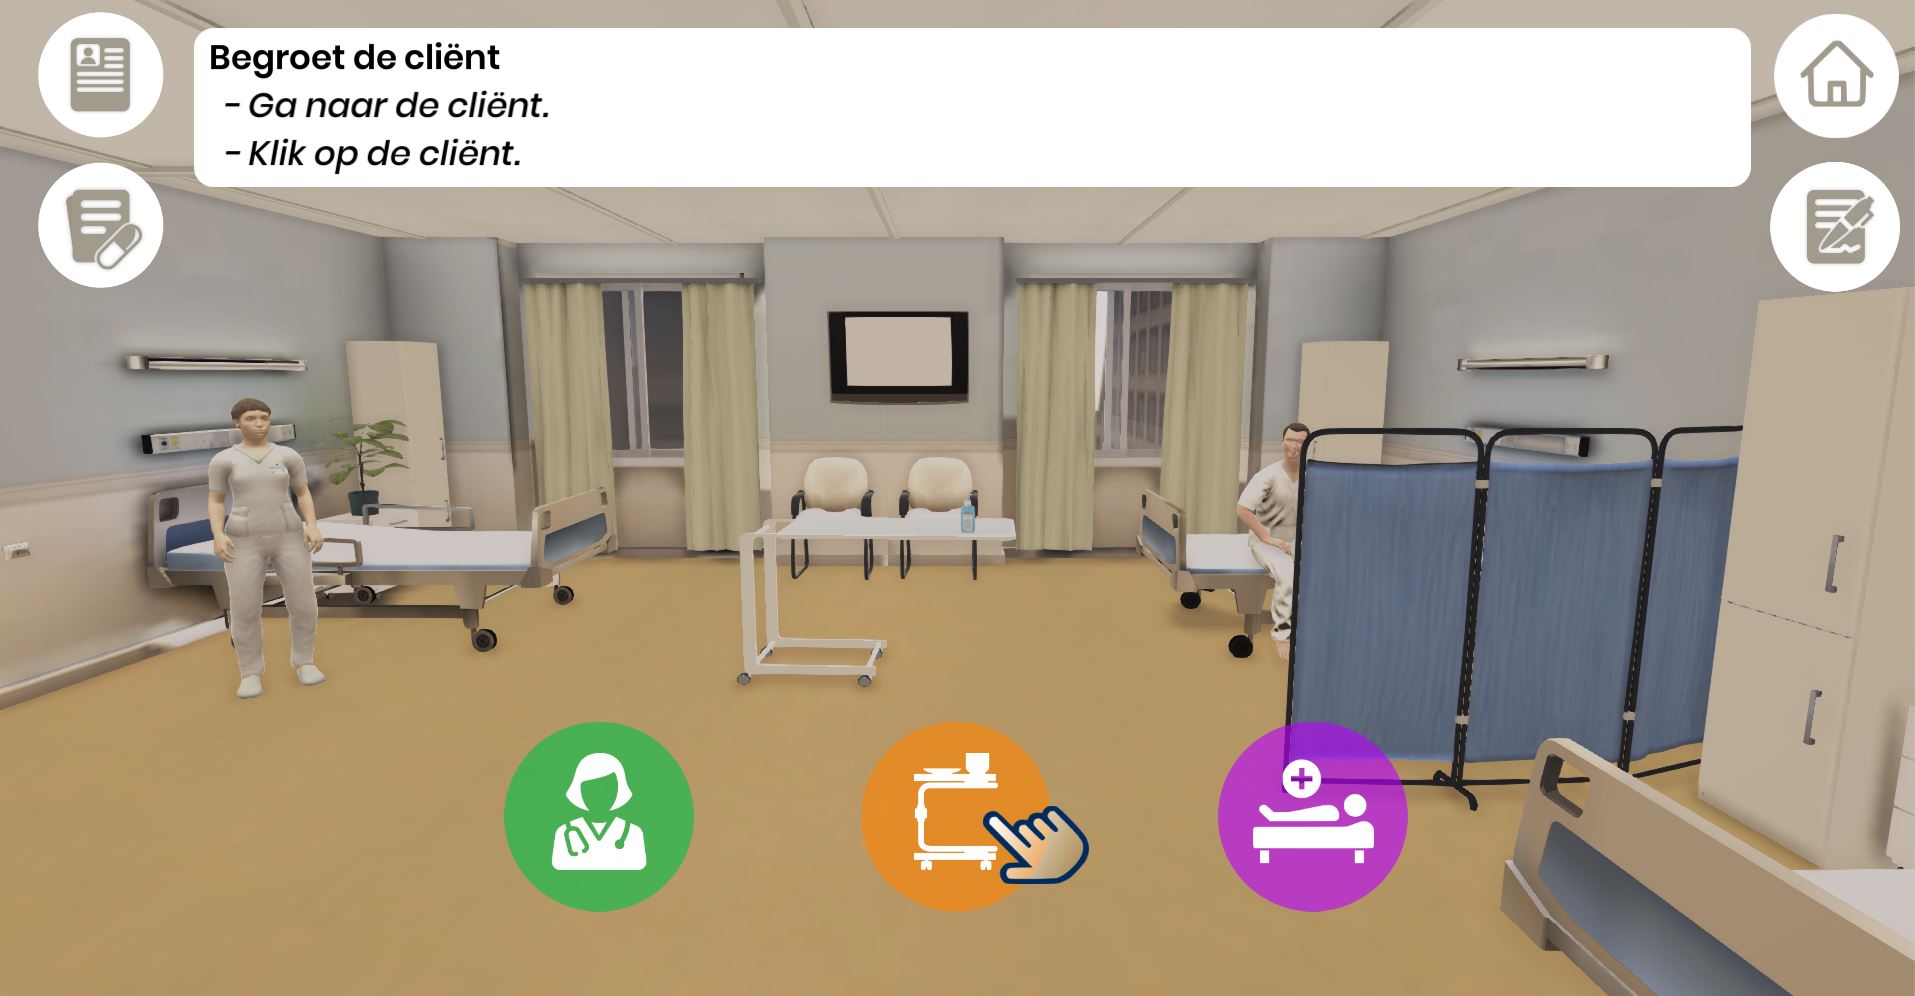 Begroet de cliënt
- Ga naar de cliënt.
- Klik op de cliënt.